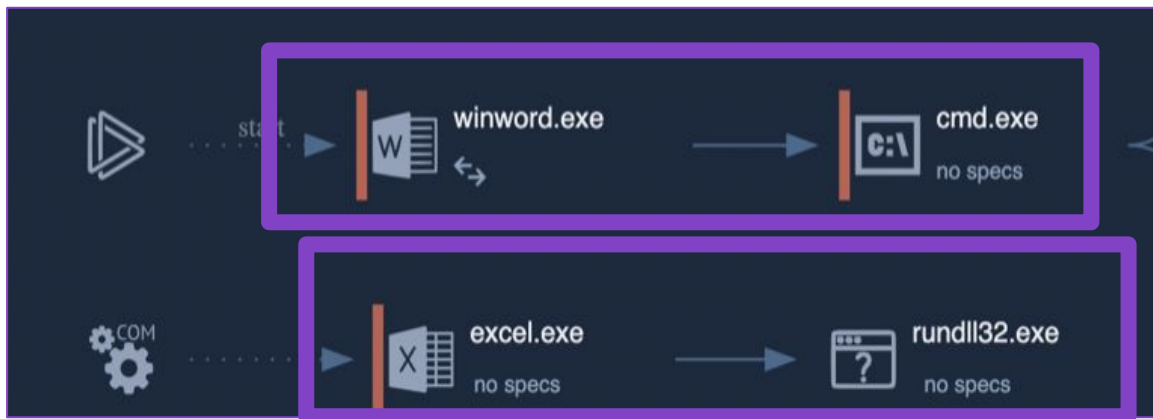 start
winword.exe
cmd.exe
W
C:\
no specs
COM
excel.exe
rundll32.exe
X
?
no specs
no specs